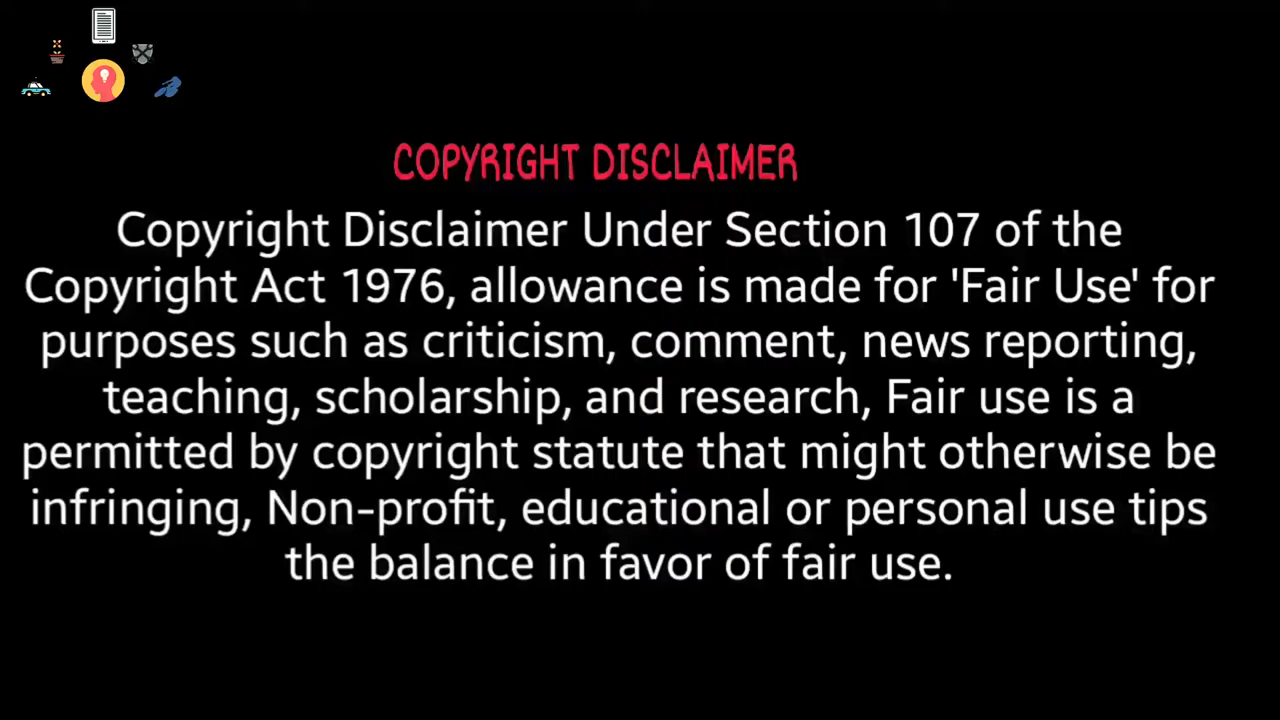 COPYRIGHT DISCLAIMER
Copyright Disclaimer Under Section 107 of the
Copyright Act 1976, allowance is made for 'Fair Use' for
purposes such as criticism, comment, news reporting,
teaching, scholarship, and research, Fair use is a
permitted by copyright statute that might otherwise be
infringing, Non-profit, educational or personal use tips
the balance in favor of fair use.